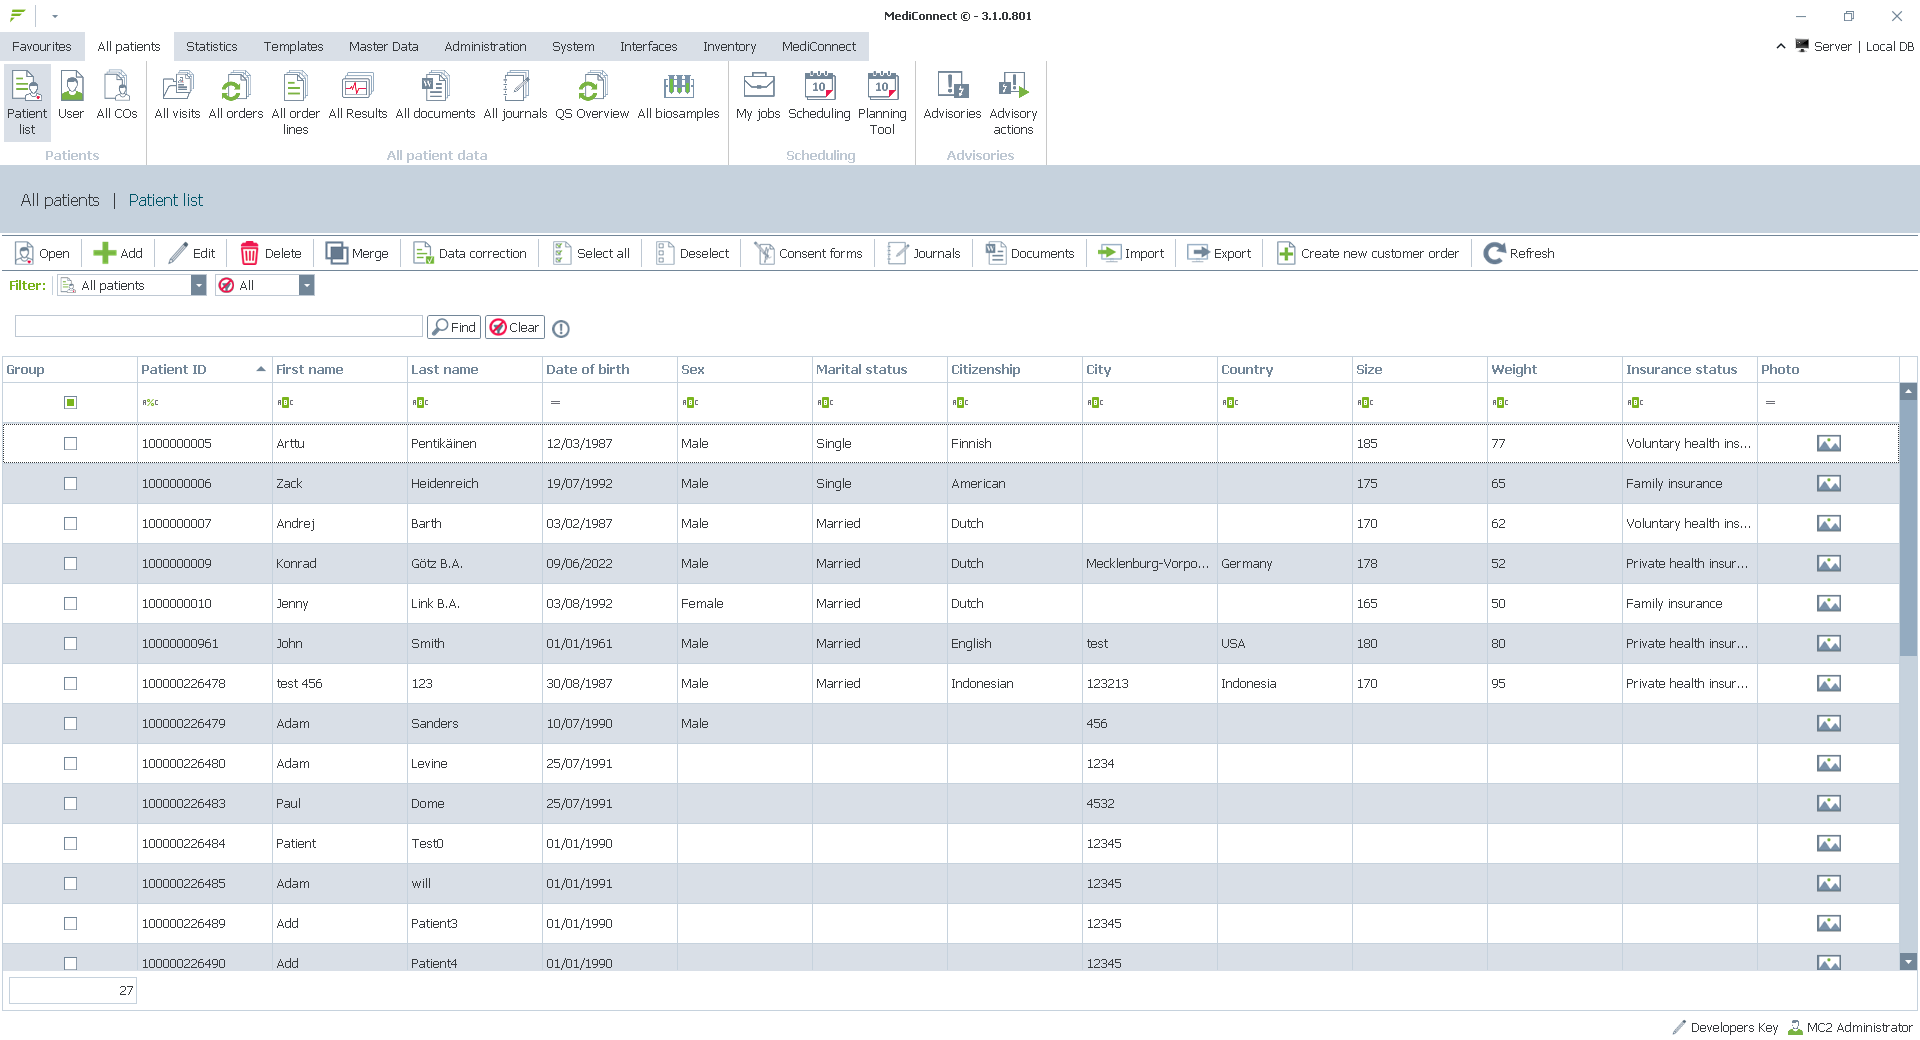 MediConnect © - 3.1.0.801
Favourites All patients Statistics Templates Master Data Administration System Interfaces Inventory MediConnect Server | Local DB
Patient list User All COs All visits All orders All order lines All Results All documents All journals QS Overview All biosamples My jobs Scheduling Planning Tool Advisories Advisory actions
Patients All patient data Scheduling Advisories
All patients | Patient list
Open Add Edit Delete Merge Data correction Select all Deselect Consent forms Journals Documents Import Export Create new customer order Refresh
Filter: All patients All
Find Clear
Group Patient ID First name Last name Date of birth Sex Marital status Citizenship City Country Size Weight Insurance status Photo
1000000005 Arttu Pentikäinen 12/03/1987 Male Single Finnish 185 77 Voluntary health ins...
1000000006 Zack Heidenreich 19/07/1992 Male Single American 175 65 Family insurance
1000000007 Andrej Barth 03/02/1987 Male Married Dutch 170 62 Voluntary health ins...
1000000009 Konrad Götz B.A. 09/06/2022 Male Married Dutch Mecklenburg-Vorpo... Germany 178 52 Private health insur...
1000000010 Jenny Link B.A. 03/08/1992 Female Married Dutch 165 50 Family insurance
10000000961 John Smith 01/01/1961 Male Married English test USA 180 80 Private health insur...
100000226478 test 456 123 30/08/1987 Male Married Indonesian 123213 Indonesia 170 95 Private health insur...
100000226479 Adam Sanders 10/07/1990 Male 456
100000226480 Adam Levine 25/07/1991 1234
100000226483 Paul Dome 25/07/1991 4532
100000226484 Patient Test0 01/01/1990 12345
100000226485 Adam will 01/01/1991 12345
100000226489 Add Patient3 01/01/1990 12345
100000226490 Add Patient4 01/01/1990 12345
27
Developers Key MC2 Administrator